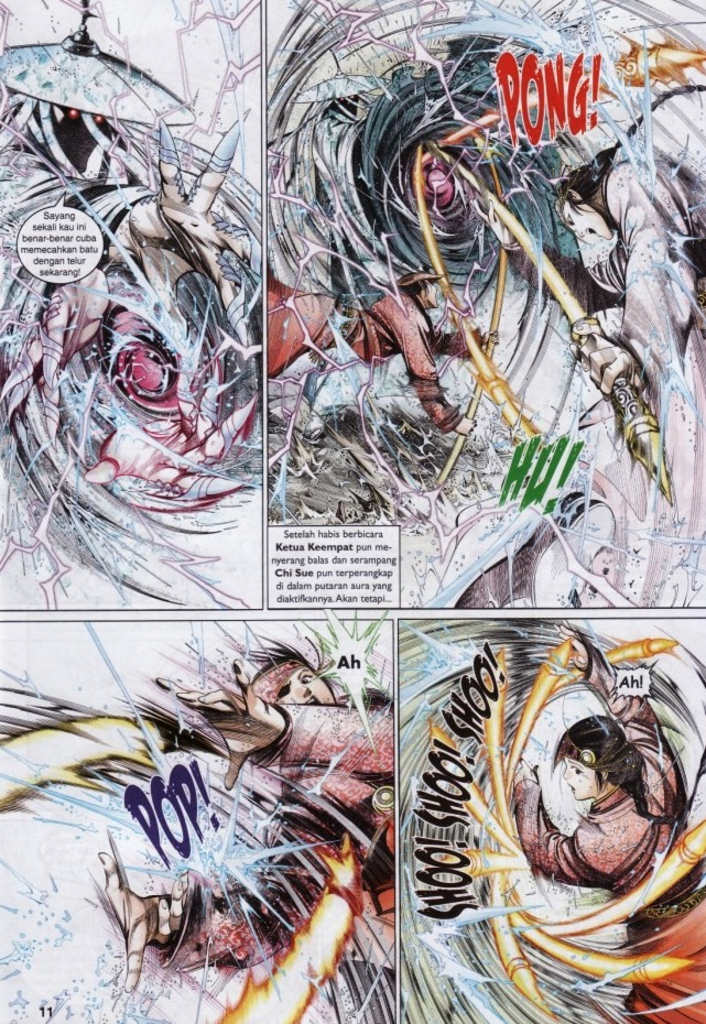 Sayang
sekali kau ini
benar-benar cuba
memecahkan batu
dengan telur
sekarang!
PONG!
HU!
Setelah habis berbicara
Ketua Keempat pun me-
nyerang balas dan serampang
Chi Sue pun terperangkap
di dalam putaran aura yang
diaktifkannya. Akan tetapi...
Ah
POP!
Ah!
SHOO! SHOO! SHOO!
11